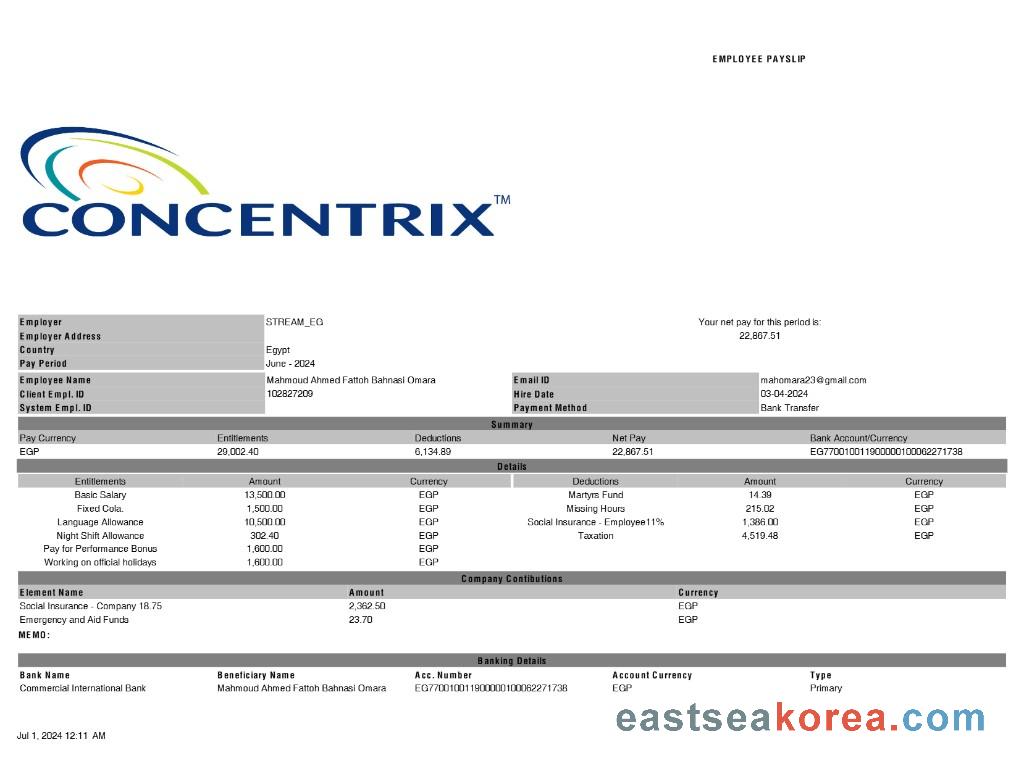 EMPLOYEE PAYSLIP
CONCENTRIX™
Employer STREAM_EG Your net pay for this period is:
Employer Address 22,867.51
Country Egypt
Pay Period June - 2024
Employee Name Mahmoud Ahmed Fattoh Bahnasi Omara Email ID mahomara23@gmail.com
Client Empl. ID 102827209 Hire Date 03-04-2024
System Empl. ID Payment Method Bank Transfer
Summary
Pay Currency Entitlements Deductions Net Pay Bank Account/Currency
EGP 29,002.40 6,134.89 22,867.51 EG770010011900000100062271738
Details
Entitlements Amount Currency Deductions Amount Currency
Basic Salary 13,500.00 EGP Martyrs Fund 14.39 EGP
Fixed Cola. 1,500.00 EGP Missing Hours 215.02 EGP
Language Allowance 10,500.00 EGP Social Insurance - Employee11% 1,386.00 EGP
Night Shift Allowance 302.40 EGP Taxation 4,519.48 EGP
Pay for Performance Bonus 1,600.00 EGP
Working on official holidays 1,600.00 EGP
Company Contibutions
Element Name Amount Currency
Social Insurance - Company 18.75 2,362.50 EGP
Emergency and Aid Funds 23.70 EGP
MEMO:
Banking Details
Bank Name Beneficiary Name Acc. Number Account Currency Type
Commercial International Bank Mahmoud Ahmed Fattoh Bahnasi Omara EG770010011900000100062271738 EGP Primary
eastseakorea.com
Jul 1, 2024 12:11 AM